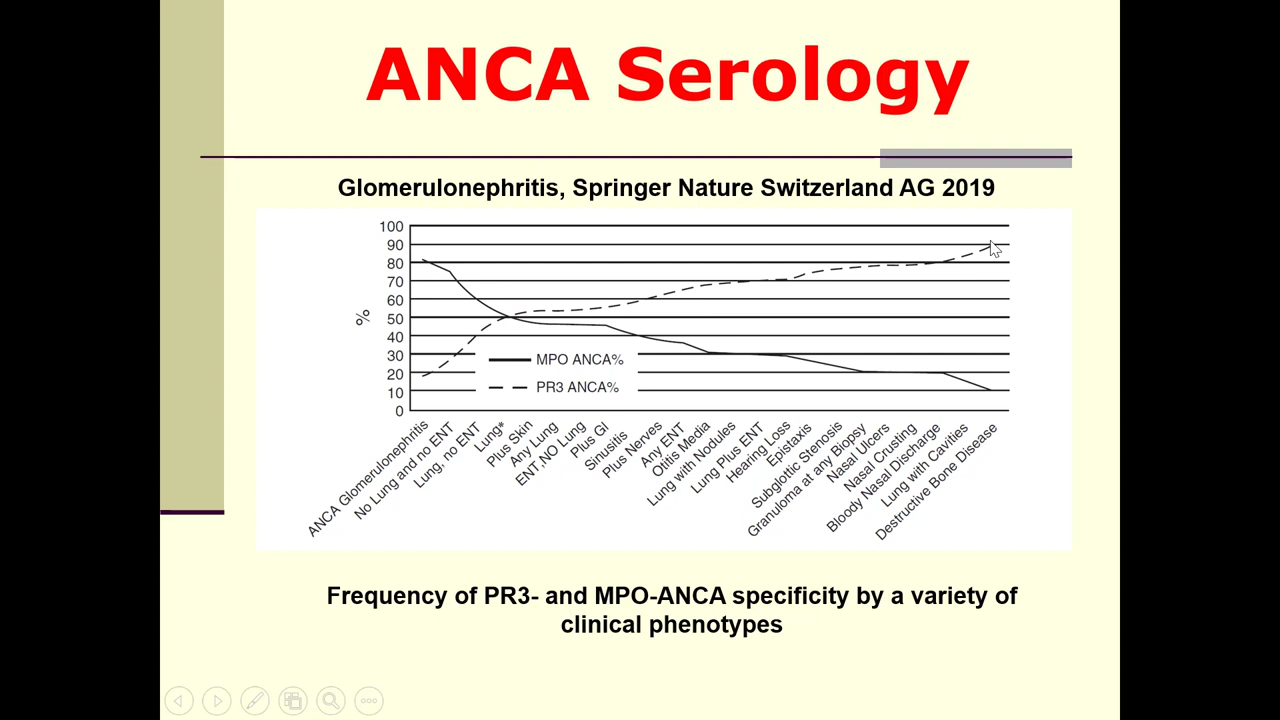 ANCA Serology
Glomerulonephritis, Springer Nature Switzerland AG 2019
100
90
80
70
60
50
40
30
20
10
0
%
MPO ANCA%
PR3 ANCA%
ANCA Glomerulonephritis
No Lung and no ENT
Lung, no ENT
Lung*
Plus Skin
Any Lung
ENT,NO Lung
Plus GI
Sinusitis
Plus Nerves
Any ENT
Otitis Media
Lung with Nodules
Lung Plus ENT
Hearing Loss
Epistaxis
Subglottic Stenosis
Granuloma at any Biopsy
Nasal Ulcers
Nasal Crusting
Bloody Nasal Discharge
Lung with Cavities
Destructive Bone Disease
Frequency of PR3- and MPO-ANCA specificity by a variety of
clinical phenotypes